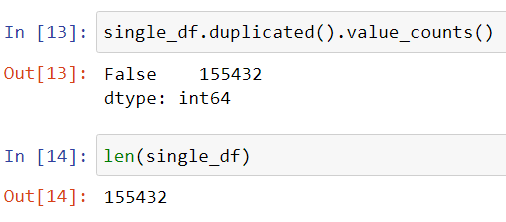 In [13]: single_df.duplicated().value_counts()
Out[13]: False    155432
dtype: int64
In [14]: len(single_df)
Out[14]: 155432